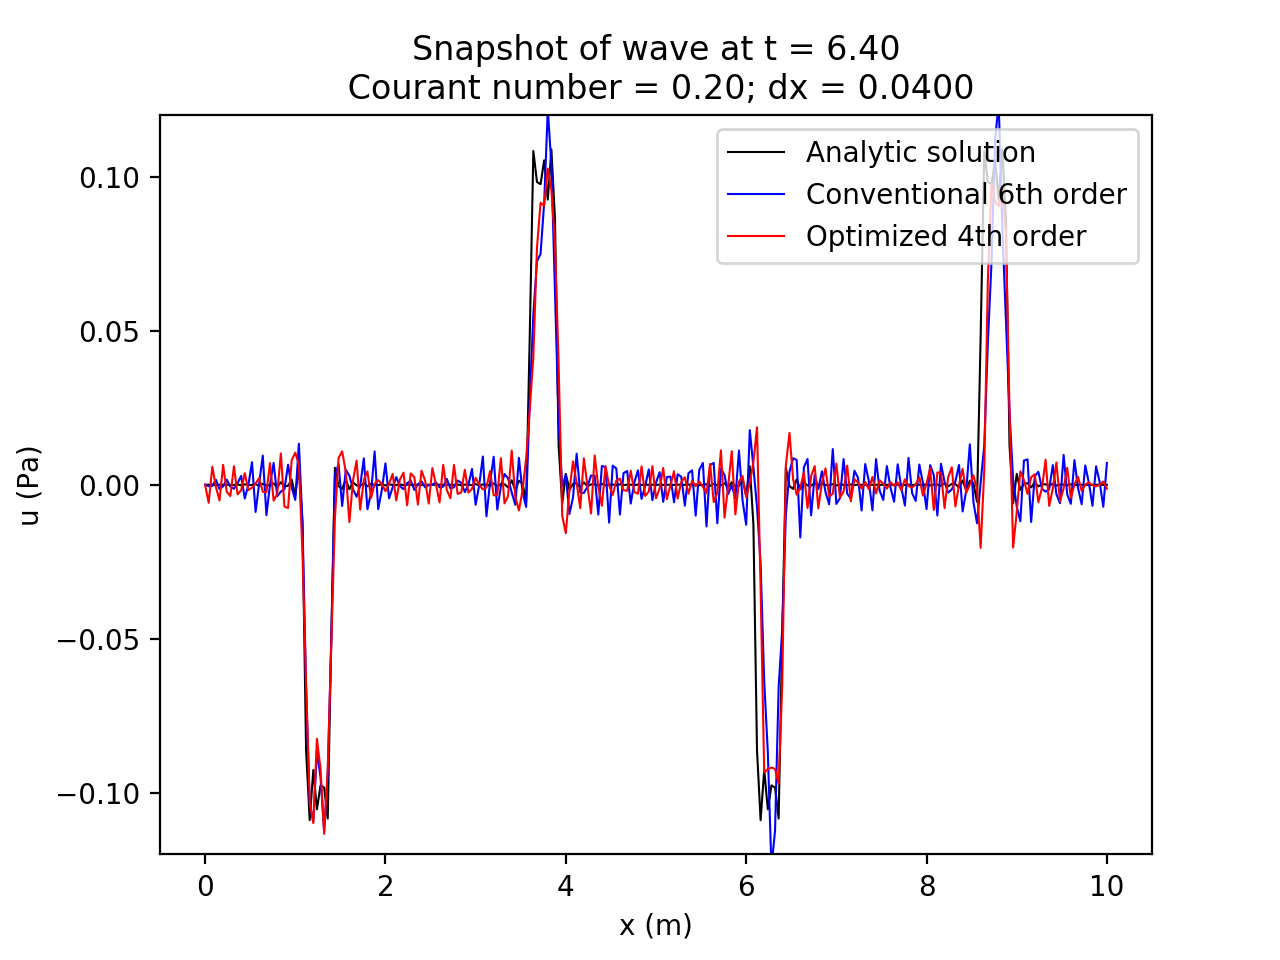 Snapshot of wave at t = 6.40
Courant number = 0.20; dx = 0.0400
Analytic solution
Conventional 6th order
Optimized 4th order
0.10
0.05
0.00
−0.05
−0.10
u (Pa)
0 2 4 6 8 10
x (m)